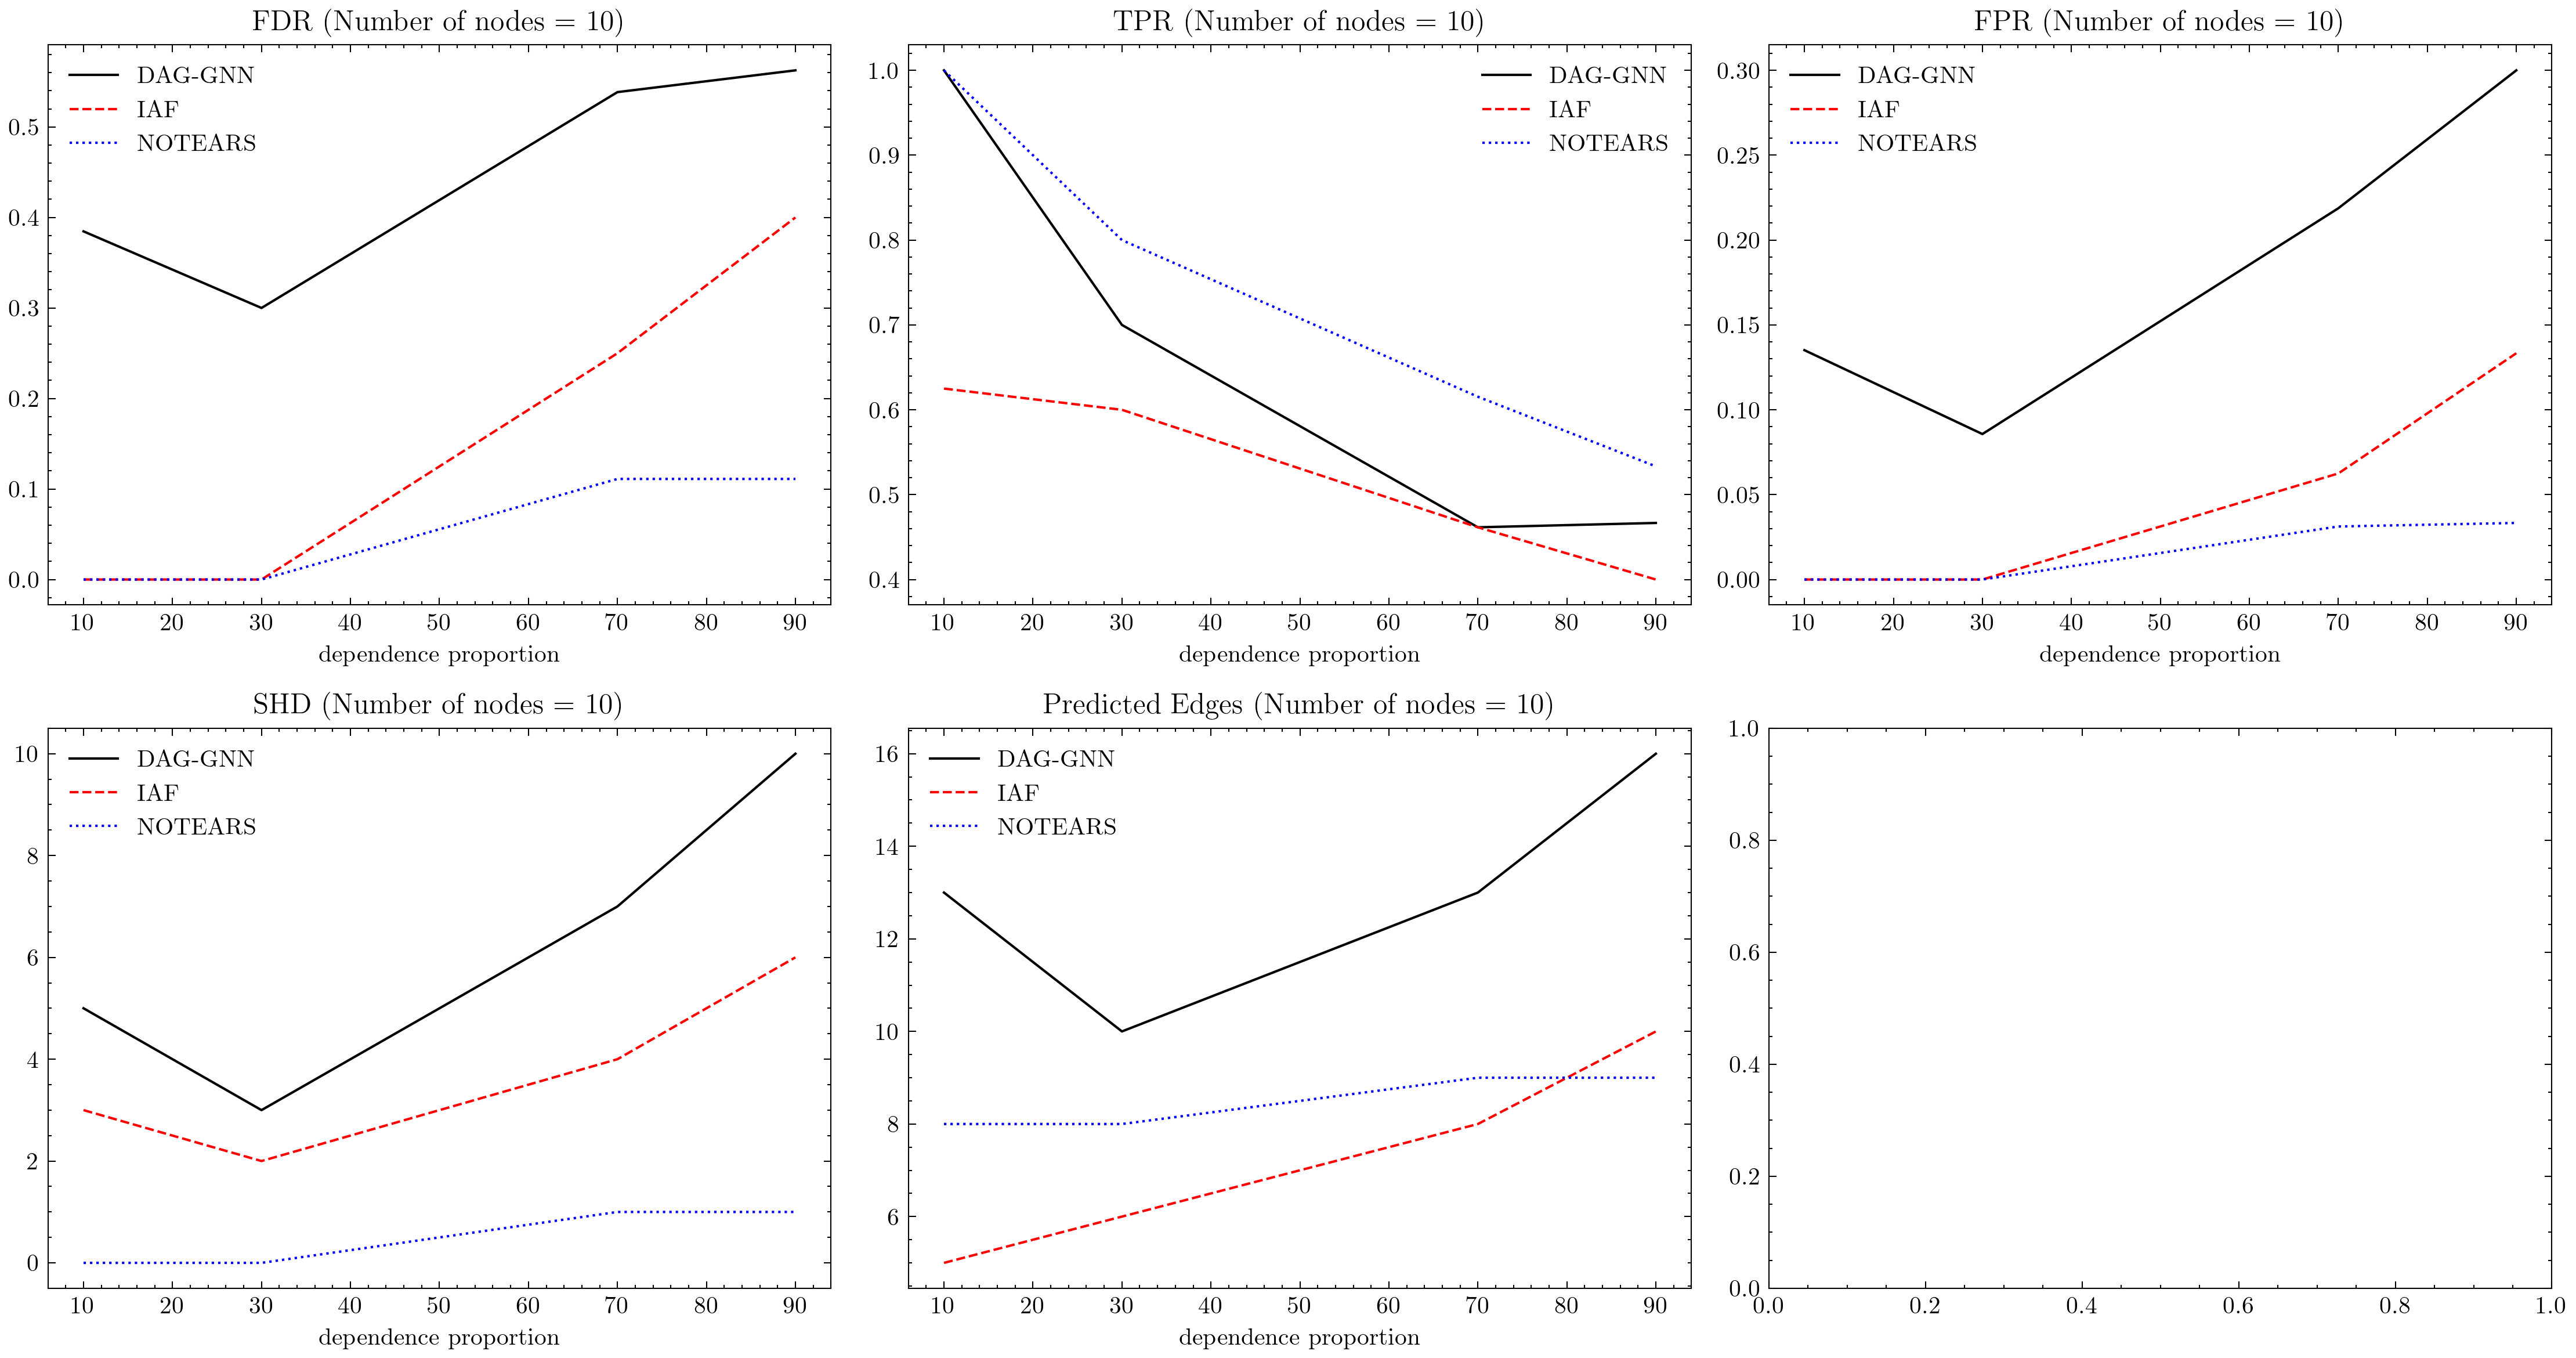 FDR (Number of nodes = 10)
DAG-GNN
IAF
NOTEARS
0.5
0.4
0.3
0.2
0.1
0.0
10 20 30 40 50 60 70 80 90
dependence proportion
TPR (Number of nodes = 10)
DAG-GNN
IAF
NOTEARS
1.0
0.9
0.8
0.7
0.6
0.5
0.4
10 20 30 40 50 60 70 80 90
dependence proportion
FPR (Number of nodes = 10)
DAG-GNN
IAF
NOTEARS
0.30
0.25
0.20
0.15
0.10
0.05
0.00
10 20 30 40 50 60 70 80 90
dependence proportion
SHD (Number of nodes = 10)
DAG-GNN
IAF
NOTEARS
10
8
6
4
2
0
10 20 30 40 50 60 70 80 90
dependence proportion
Predicted Edges (Number of nodes = 10)
DAG-GNN
IAF
NOTEARS
16
14
12
10
8
6
10 20 30 40 50 60 70 80 90
dependence proportion
1.0
0.8
0.6
0.4
0.2
0.0
0.0 0.2 0.4 0.6 0.8 1.0